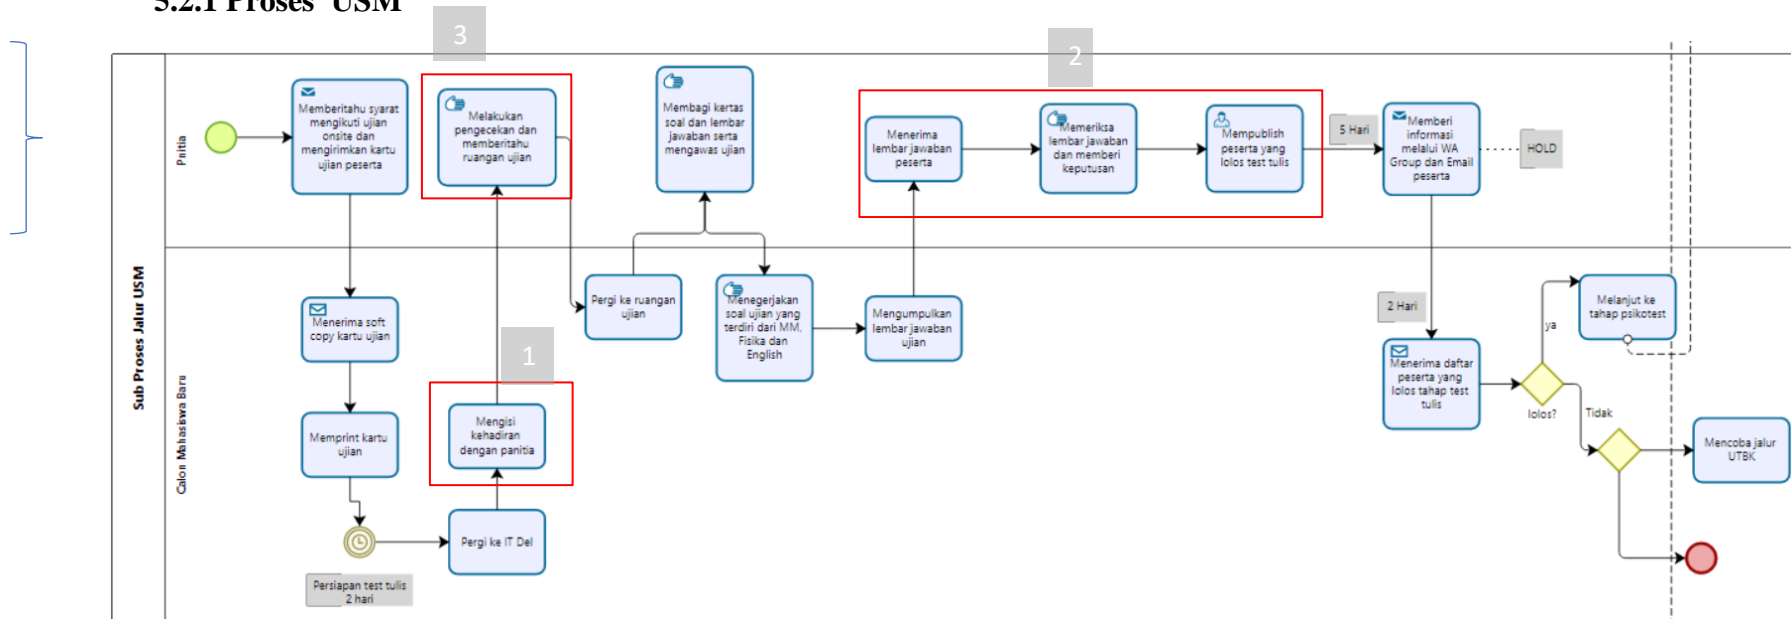 5.2.1 Proses USM
3
2
1
Sub Proses Jalur USM
Pnitia
Calon Mahasiswa Baru
Memberitahu syarat
mengikuti ujian
onsite dan
mengirimkan kartu
ujian peserta
Melakukan
pengecekan dan
memberitahu
ruangan ujian
Membagi kertas
soal dan lembar
jawaban serta
mengawas ujian
Menerima
lembar jawaban
peserta
Memeriksa
lembar jawaban
dan memberi
keputusan
Mempublish
peserta yang
lolos test tulis
5 Hari
Memberi
informasi
melalui WA
Group dan Email
peserta
HOLD
Menerima soft
copy kartu ujian
Memprint kartu
ujian
Persiapan test tulis
2 hari
Pergi ke IT Del
Mengisi
kehadiran
dengan panitia
Pergi ke ruangan
ujian
Menegerjakan
soal ujian yang
terdiri dari MM,
Fisika dan
English
Mengumpulkan
lembar jawaban
ujian
2 Hari
Menerima daftar
peserta yang
lolos tahap test
tulis
lolos?
ya
Tidak
Melanjut ke
tahap psikotest
Mencoba jalur
UTBK